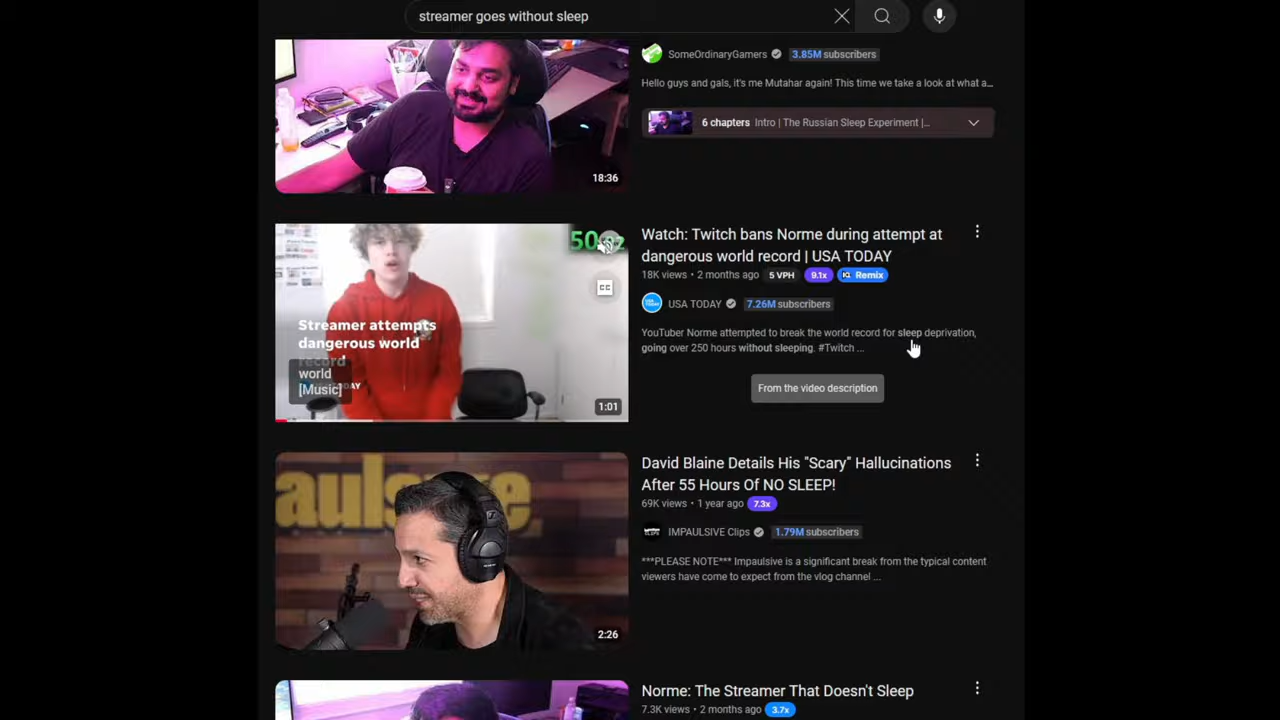 streamer goes without sleep
SomeOrdinaryGamers 3.85M subscribers
Hello guys and gals, it's me Mutahar again! This time we take a look at what a...
6 chapters Intro | The Russian Sleep Experiment |...
18:36
50
Streamer attempts
dangerous world
record
world
[Music]
CC
1:01
Watch: Twitch bans Norme during attempt at
dangerous world record | USA TODAY
18K views • 2 months ago 5 VPH 9.1x IQ Remix
USA TODAY 7.26M subscribers
YouTuber Norme attempted to break the world record for sleep deprivation,
going over 250 hours without sleeping. #Twitch ...
From the video description
paulsive
2:26
David Blaine Details His "Scary" Hallucinations
After 55 Hours Of NO SLEEP!
69K views • 1 year ago 7.3x
IMPAULSIVE Clips 1.79M subscribers
***PLEASE NOTE*** Impaulsive is a significant break from the typical content
viewers have come to expect from the vlog channel ...
Norme: The Streamer That Doesn't Sleep
7.3K views • 2 months ago 3.7x